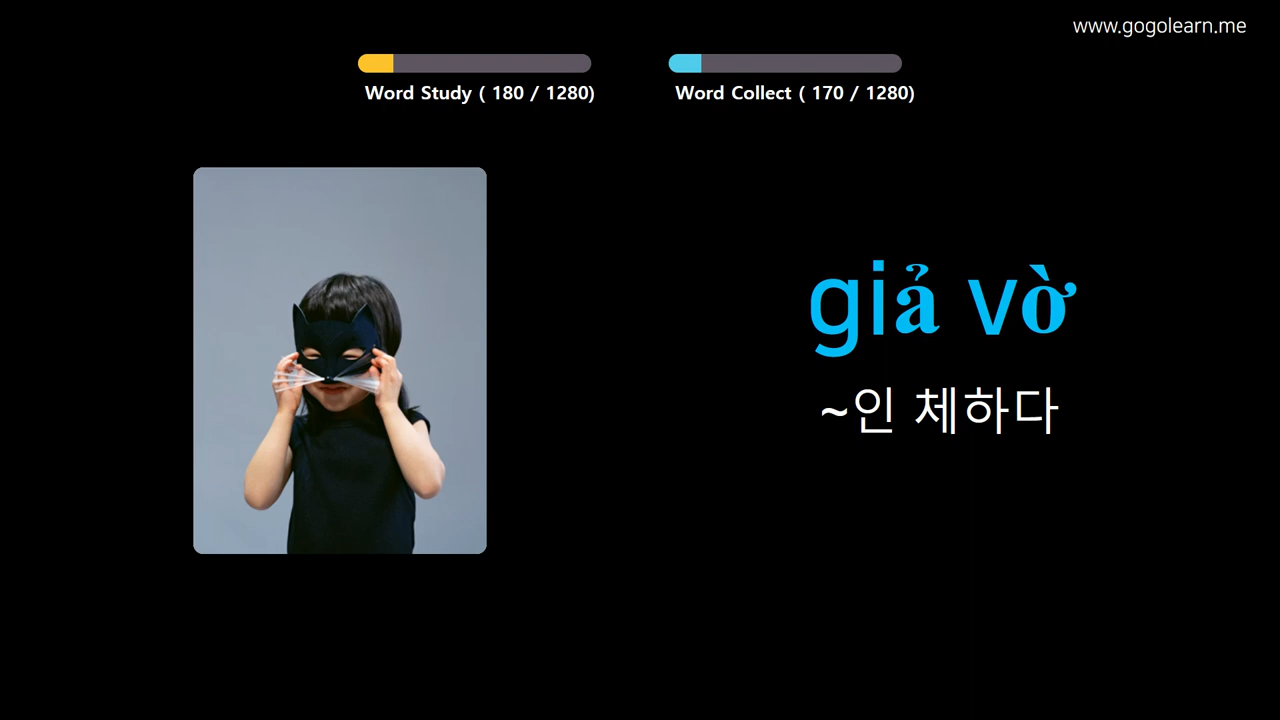 www.gogolearn.me
Word Study ( 180 / 1280)
Word Collect ( 170 / 1280)
giả vờ
~인 체하다